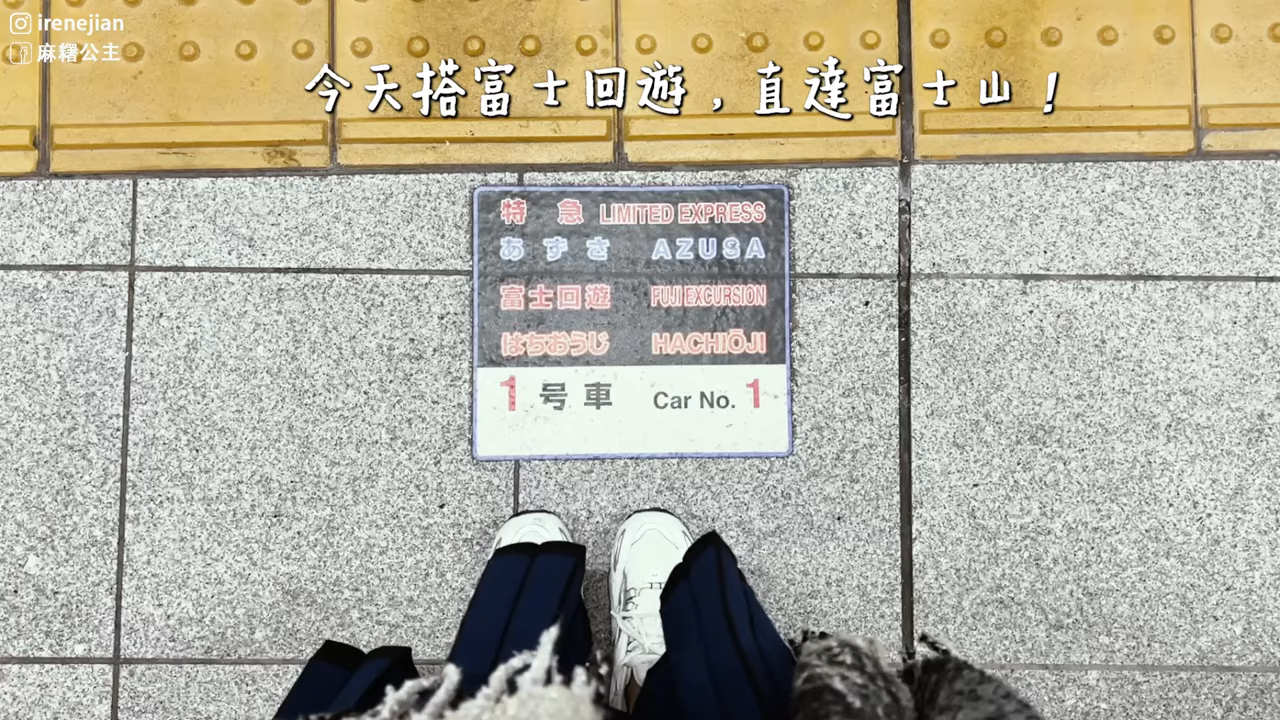 irenejian
麻糬公主
今天搭富士回遊，直達富士山！
特急 LIMITED EXPRESS
あずさ AZUSA
富士回遊 FUJI EXCURSION
はちおうじ HACHIŌJI
1号車 Car No. 1